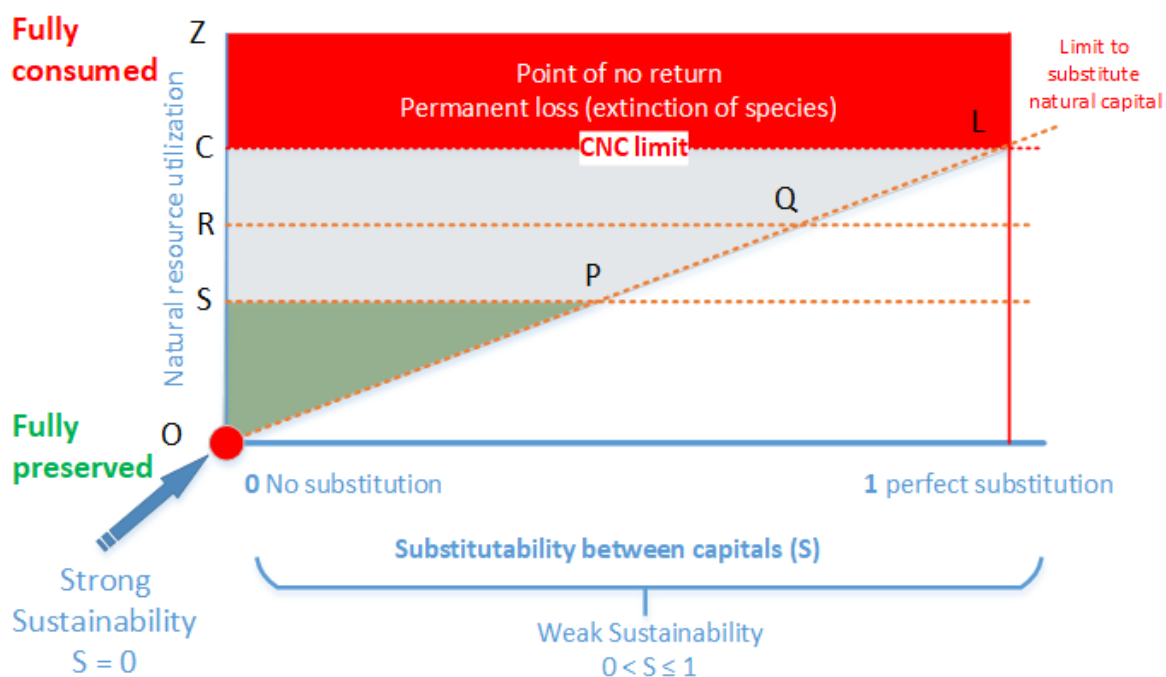 Fully
consumed
Z
Point of no return
Permanent loss (extinction of species)
Limit to
substitute
natural capital
L
C
CNC limit
Natural resource utilization
Q
R
P
S
Fully
preserved
O
0 No substitution
1 perfect substitution
Substitutability between capitals (S)
Strong
Sustainability
S = 0
Weak Sustainability
0 < S ≤ 1